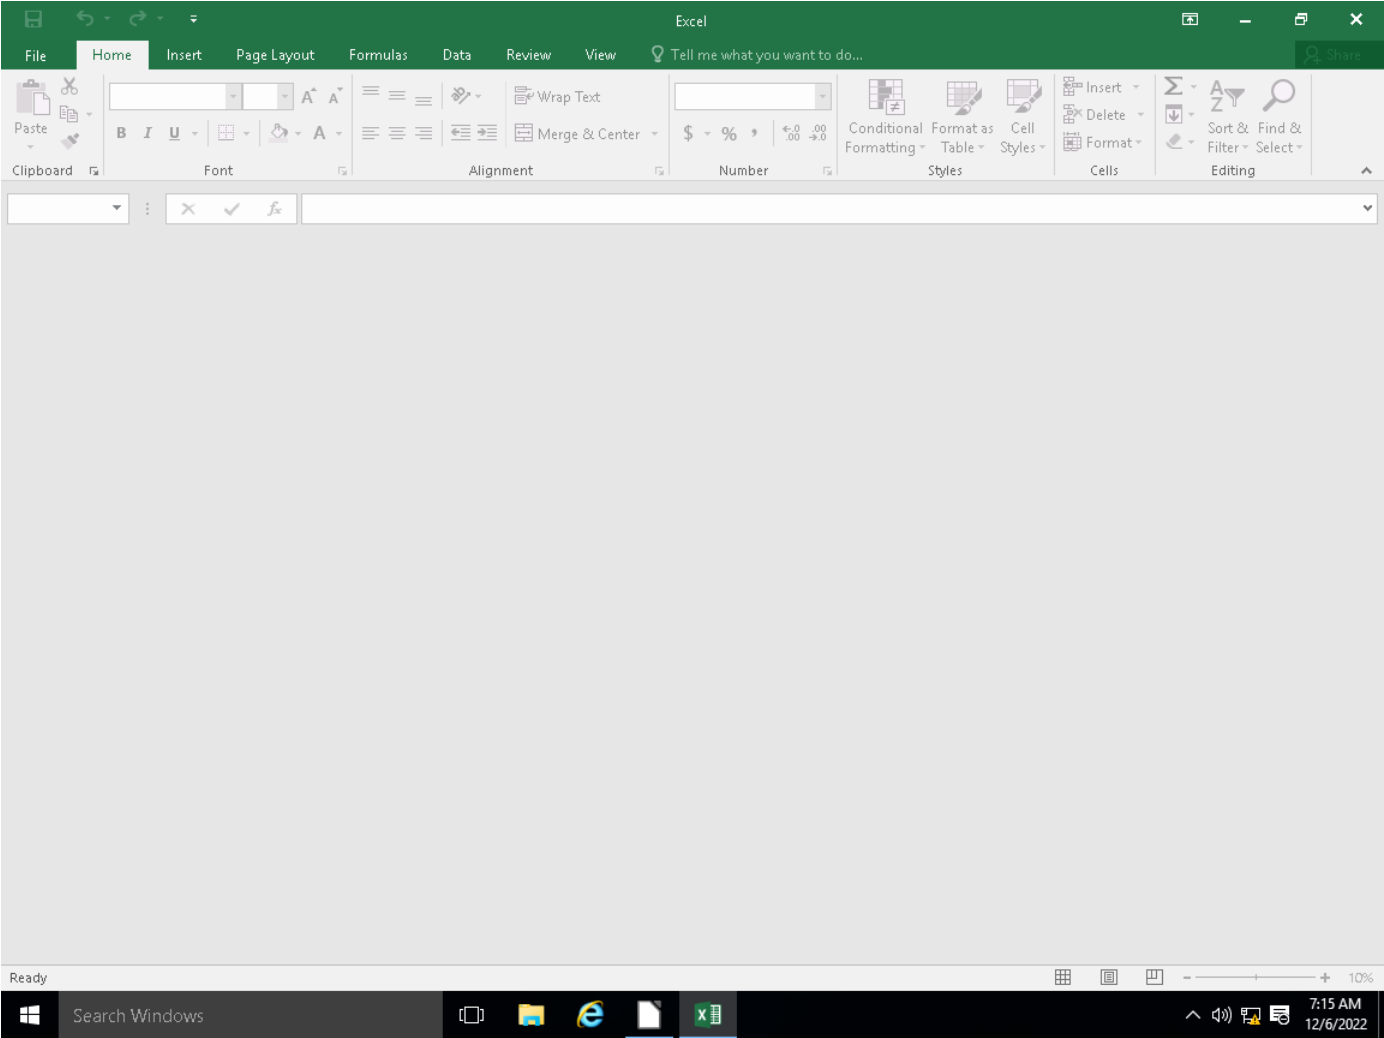 Excel
File Home Insert Page Layout Formulas Data Review View Tell me what you want to do... Share
Paste
B I U
Wrap Text
Merge & Center
$ % ,
Conditional Formatting
Format as Table
Cell Styles
Insert
Delete
Format
Sort & Filter
Find & Select
Clipboard Font Alignment Number Styles Cells Editing
fx
Ready
10%
Search Windows
7:15 AM
12/6/2022